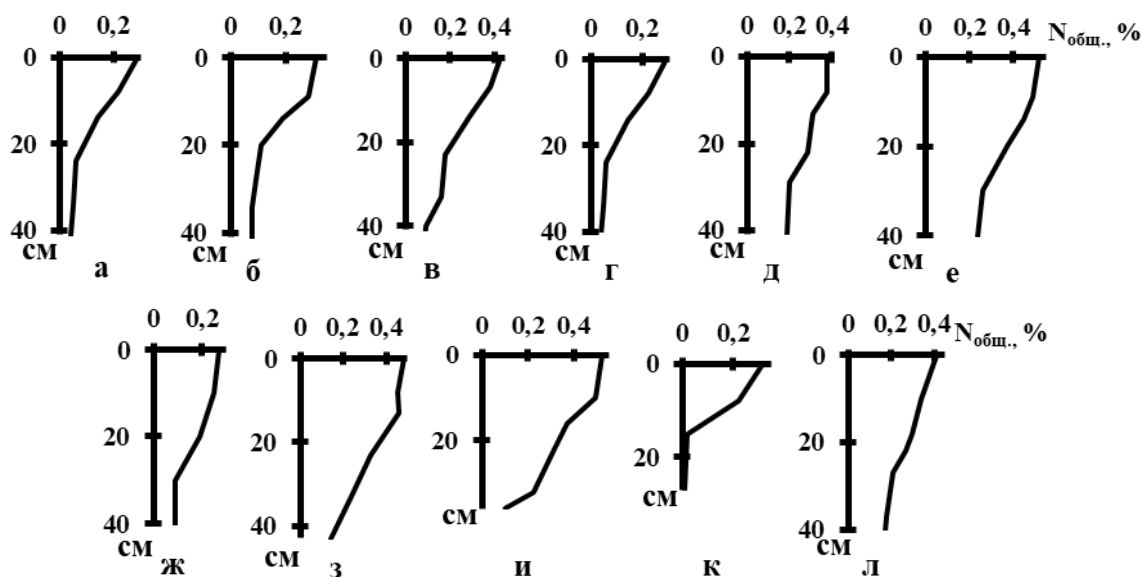 0 0,2 0 0,2 0 0,2 0,4 0 0,2 0 0,2 0,4 0 0,2 0,4 Nобщ., %
0 0 0 0 0 0
20 20 20 20 20 20
40 40 40 40 40 40
см см см см см см
а б в г д е
0 0,2 0 0,2 0,4 0 0,2 0,4 0 0,2 0 0,2 0,4 Nобщ., %
0 0 0 0 0
20 20 20 20 20
40 40 см см 40
см см см
ж з и к л